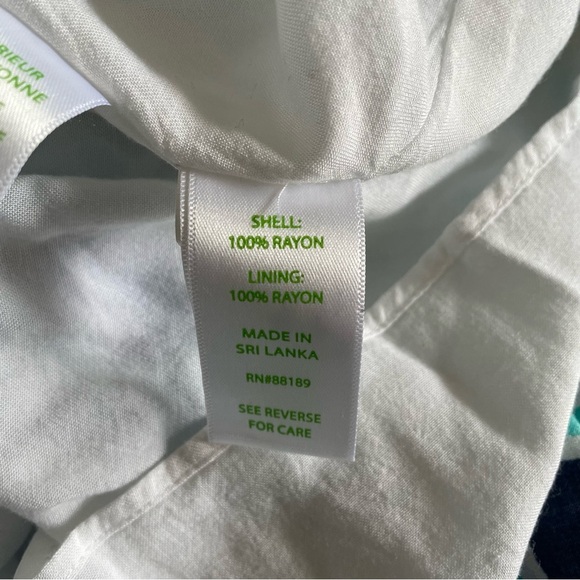 RIEUR
ONNE
SHELL:
100% RAYON
LINING:
100% RAYON
MADE IN
SRI LANKA
RN#88189
SEE REVERSE
FOR CARE